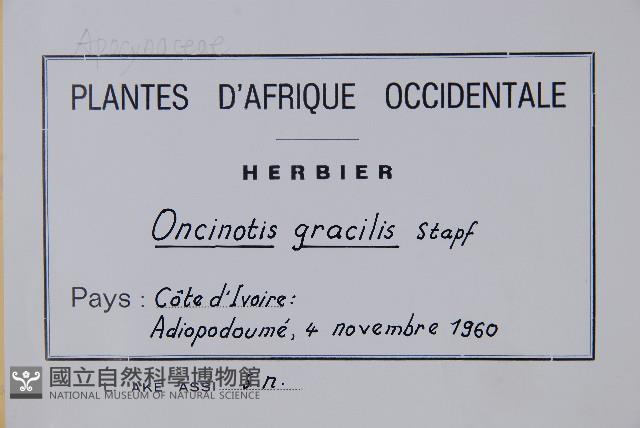 Apocynaceae
PLANTES D'AFRIQUE OCCIDENTALE
HERBIER
Oncinotis gracilis Stapf
Pays : Côte d'Ivoire:
Adiopodoumé, 4 novembre 1960
AKE ASSI n.
國立自然科學博物館
NATIONAL MUSEUM OF NATURAL SCIENCE